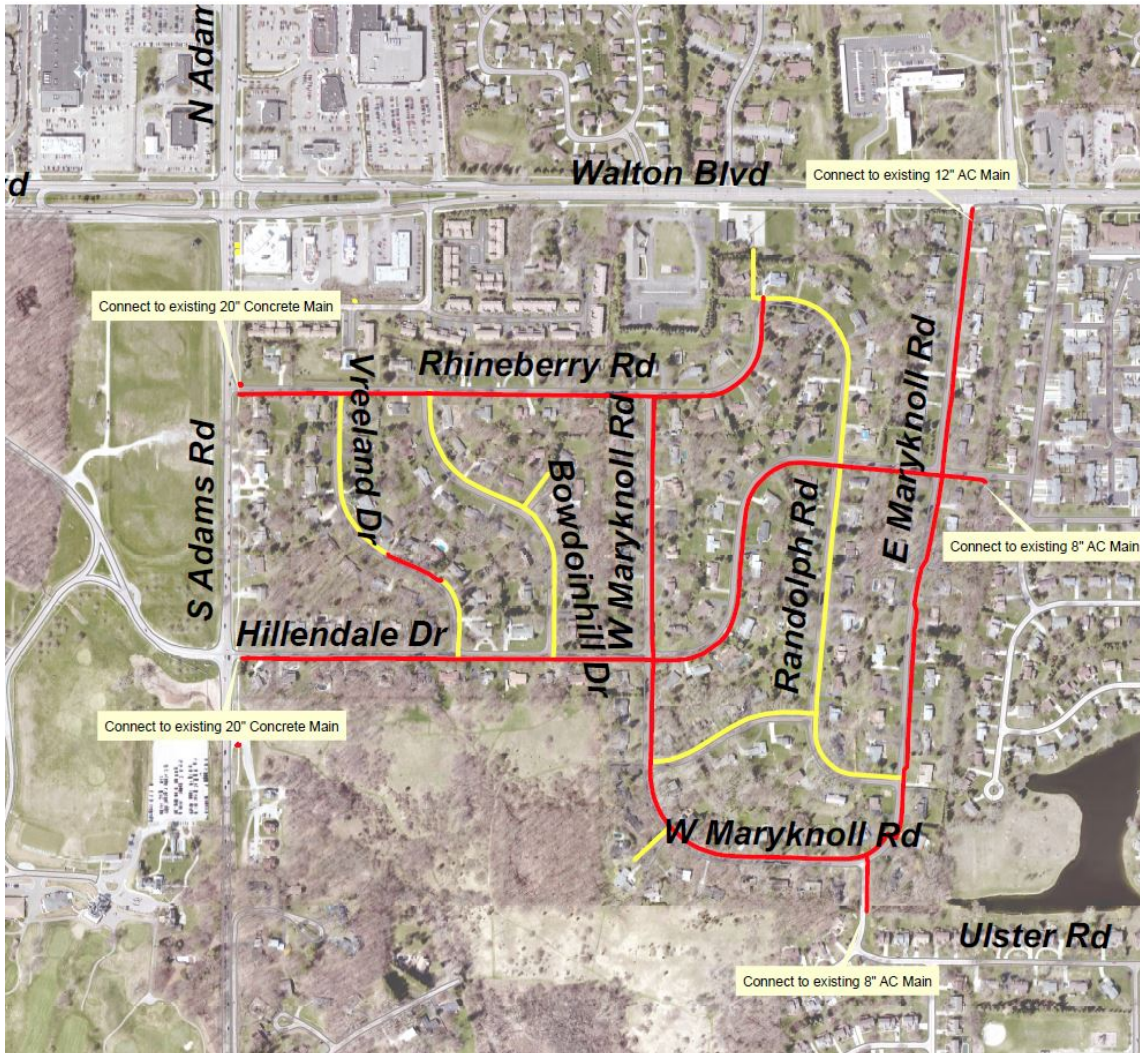 N Adam
Walton Blvd
rd
Connect to existing 12" AC Main
Connect to existing 20" Concrete Main
Rhineberry Rd
Vreeland Dr
S Adams Rd
W Maryknoll Rd
E Maryknoll Rd
Bowdoinhill Dr
Randolph Rd
Connect to existing 8" AC Main
Hillendale Dr
Connect to existing 20" Concrete Main
W Maryknoll Rd
Ulster Rd
Connect to existing 8" AC Main